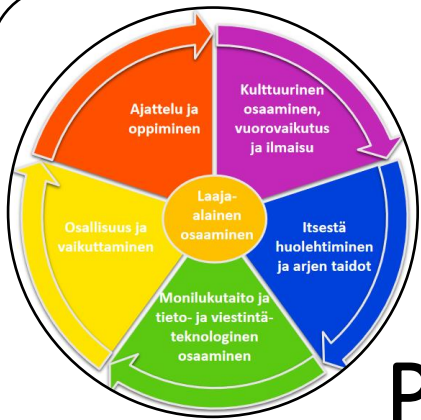 Ajattelu ja
oppiminen
Kulttuurinen
osaaminen,
vuorovaikutus
ja ilmaisu
Laaja-
alainen
osaaminen
Osallisuus ja
vaikuttaminen
Itsestä
huolehtiminen
ja arjen taidot
Monilukutaito ja
tieto- ja viestintä-
teknologinen
osaaminen
P